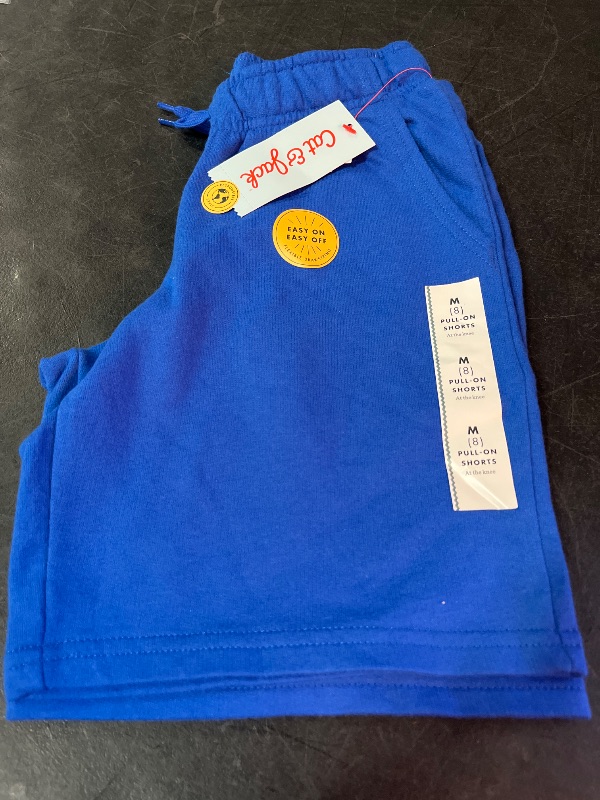 Cat & Jack
EASY ON
EASY OFF
M
(8)
PULL-ON
SHORTS
At the knee
M
(8)
PULL-ON
SHORTS
At the knee
M
(8)
PULL-ON
SHORTS
At the knee